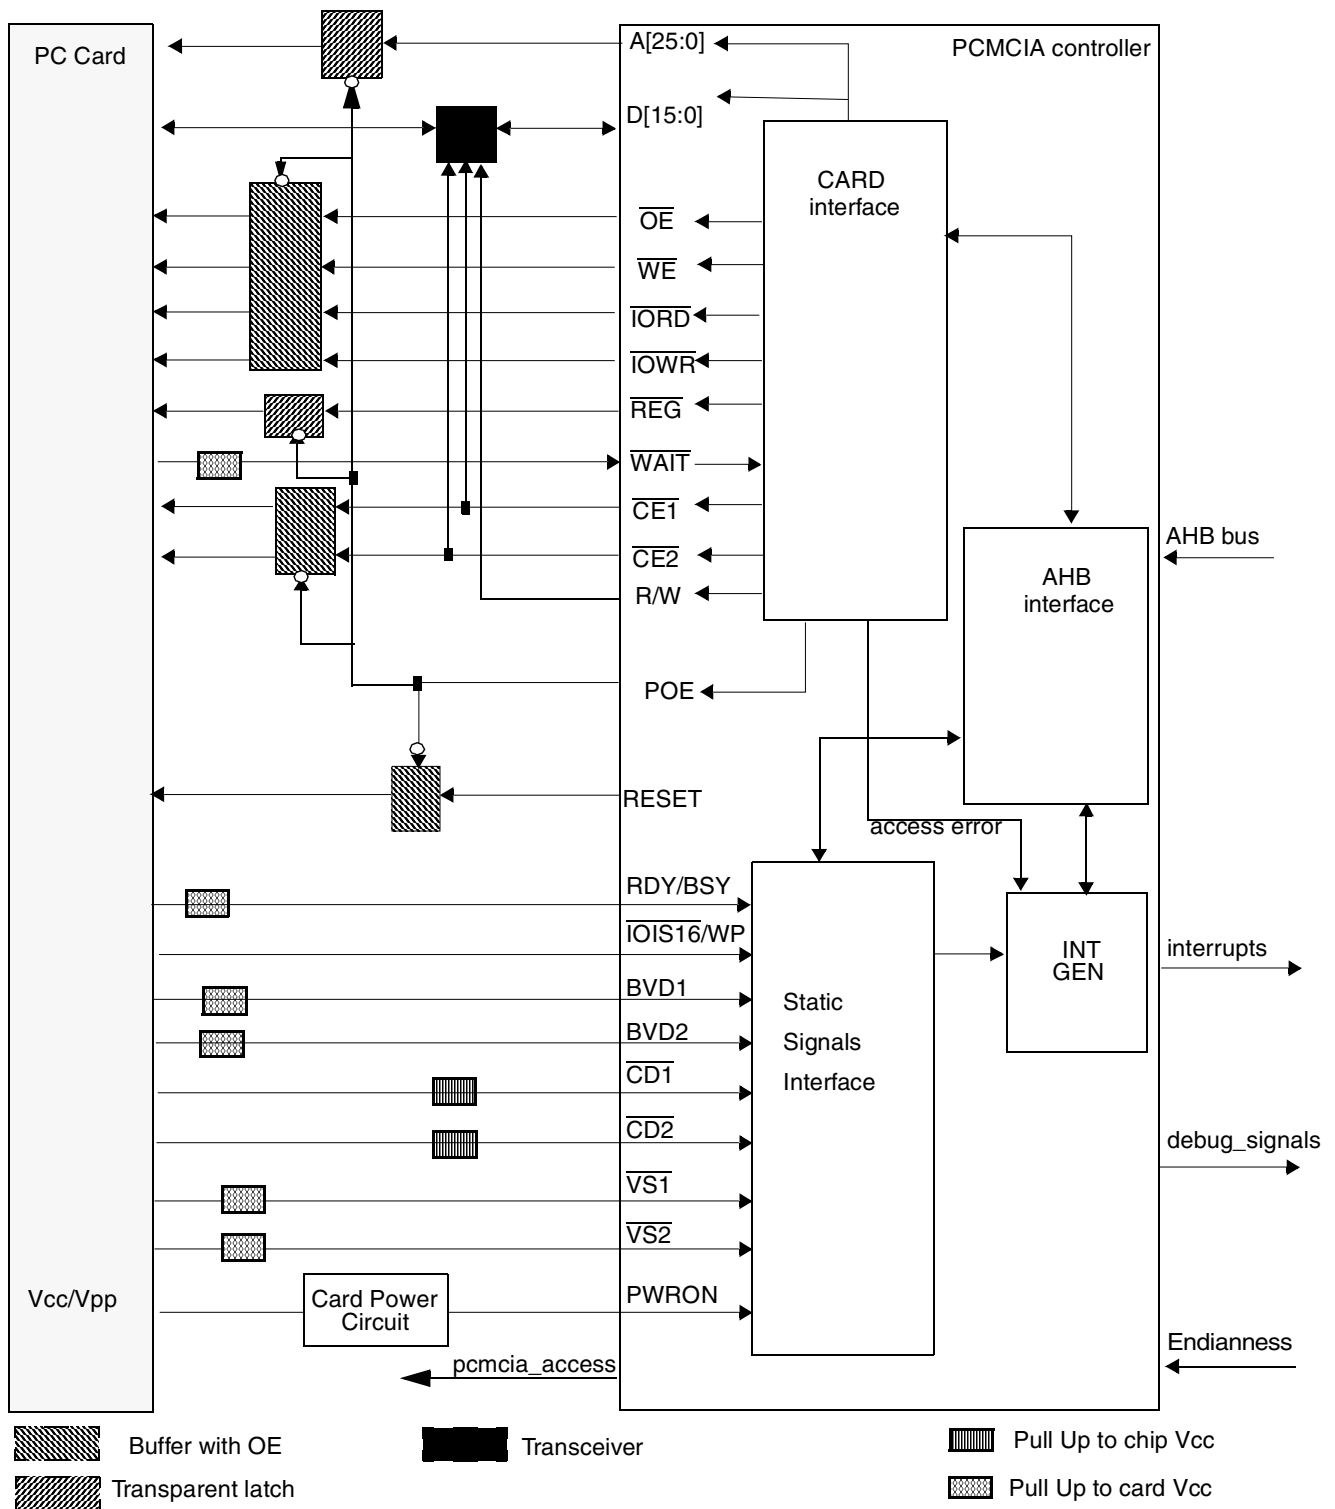 PC Card
PCMCIA controller
A[25:0]
D[15:0]
CARD
interface
OE
WE
IORD
IOWR
REG
WAIT
CE1
CE2
R/W
POE
RESET
AHB bus
AHB
interface
access error
RDY/BSY
IOIS16/WP
BVD1
BVD2
CD1
CD2
VS1
VS2
PWRON
Static
Signals
Interface
INT
GEN
interrupts
debug_signals
Endianness
Vcc/Vpp
Card Power
Circuit
pcmcia_access
Buffer with OE
Transceiver
Pull Up to chip Vcc
Transparent latch
Pull Up to card Vcc